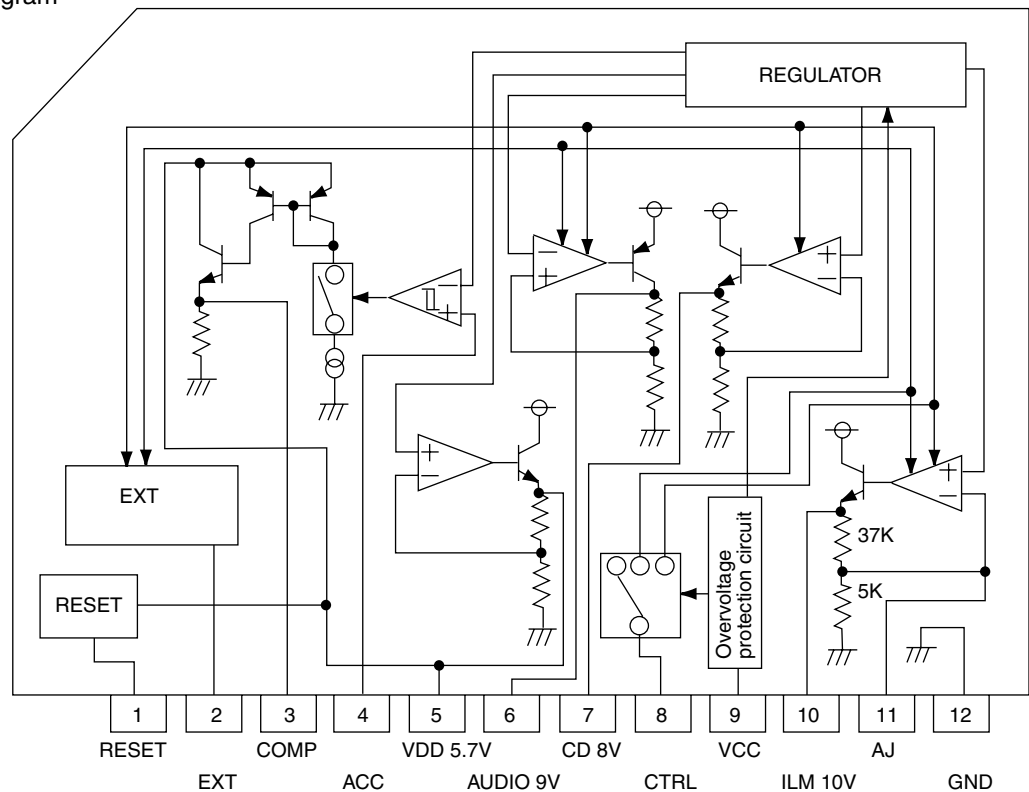 gram
REGULATOR
EXT
RESET
Overvoltage
protection circuit
37K
5K
1 2 3 4 5 6 7 8 9 10 11 12
RESET COMP VDD 5.7V CD 8V VCC AJ
EXT ACC AUDIO 9V CTRL ILM 10V GND